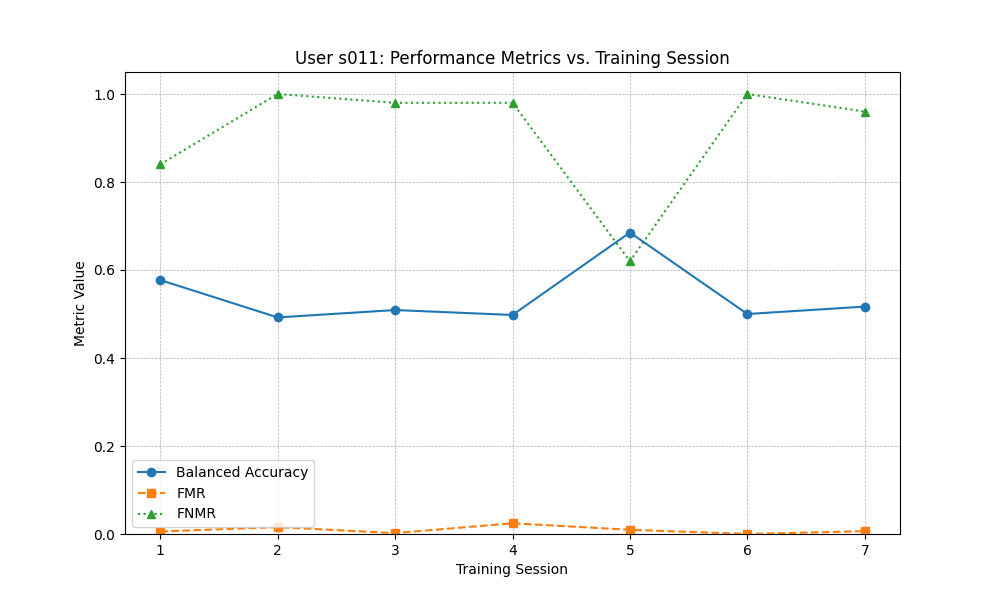 User s011: Performance Metrics vs. Training Session
1.0
0.8
0.6
0.4
0.2
0.0
Metric Value
Balanced Accuracy
FMR
FNMR
1 2 3 4 5 6 7
Training Session